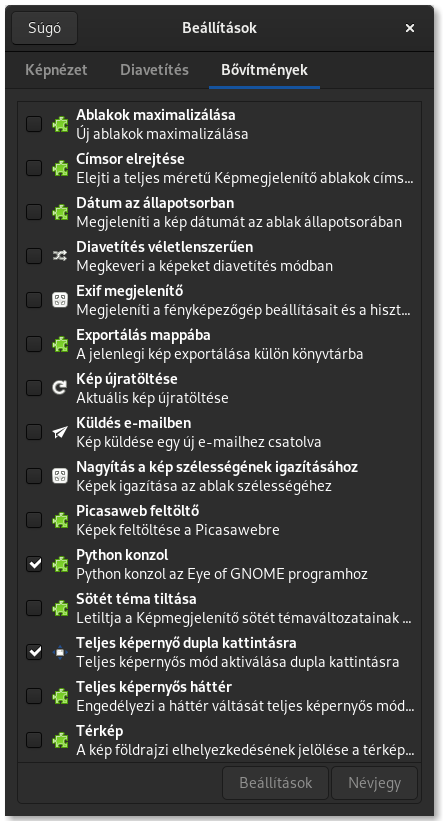 Súgó
Beállítások
Képnézet
Diavetítés
Bővítmények
Ablakok maximalizálása
Új ablakok maximalizálása
Címsor elrejtése
Elejti a teljes méretű Képmegjelenítő ablakok címs...
Dátum az állapotsorban
Megjeleníti a kép dátumát az ablak állapotsorában
Diavetítés véletlenszerűen
Megkeveri a képeket diavetítés módban
Exif megjelenítő
Megjeleníti a fényképezőgép beállításait és a hiszt...
Exportálás mappába
A jelenlegi kép exportálása külön könyvtárba
Kép újratöltése
Aktuális kép újratöltése
Küldés e-mailben
Kép küldése egy új e-mailhez csatolva
Nagyítás a kép szélességének igazításához
Képek igazítása az ablak szélességéhez
Picasaweb feltöltő
Képek feltöltése a Picasawebre
Python konzol
Python konzol az Eye of GNOME programhoz
Sötét téma tiltása
Letiltja a Képmegjelenítő sötét témaváltozatainak ...
Teljes képernyő dupla kattintásra
Teljes képernyős mód aktiválása dupla kattintásra
Teljes képernyős háttér
Engedélyezi a háttér váltását teljes képernyős mód...
Térkép
A kép földrajzi elhelyezkedésének jelölése a térkép...
Beállítások
Névjegy